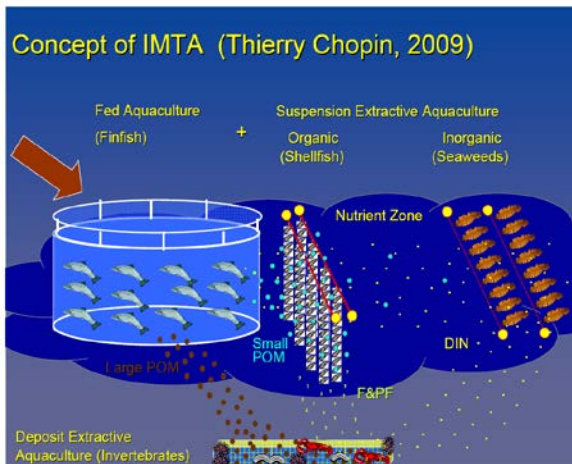 Concept of IMTA (Thierry Chopin, 2009)
Fed Aquaculture
(Finfish)
+
Suspension Extractive Aquaculture
Organic
(Shellfish)
Inorganic
(Seaweeds)
Nutrient Zone
Small
POM
Large POM
DIN
F&PF
Deposit Extractive
Aquaculture (Invertebrates)